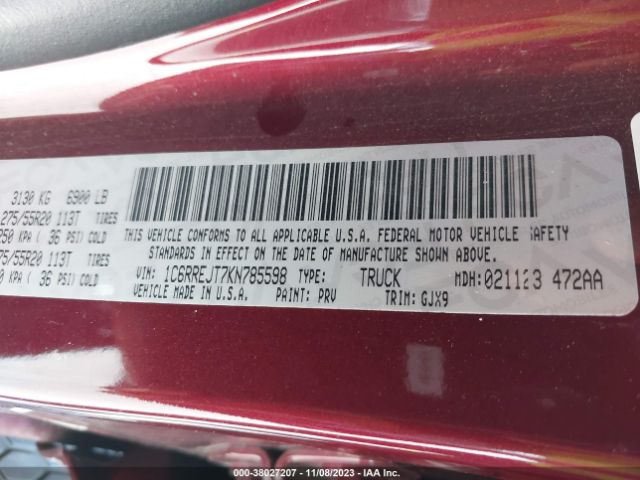 3130 KG 6900 LB
275/55R20 113T TIRES
250 KPA ( 36 PSI) COLD
75/55R20 113T TIRES
0 KPA ( 36 PSI) COLD
THIS VEHICLE CONFORMS TO ALL APPLICABLE U.S.A. FEDERAL MOTOR VEHICLE SAFETY
STANDARDS IN EFFECT ON THE DATE OF MANUFACTURE SHOWN ABOVE
VIN: 1C6RREJT7KN785598 TYPE: TRUCK MDH:021123 472AA
VEHICLE MADE IN U.S.A. PAINT: PRV TRIM: GJX9
000-38027207 - 11/08/2023 - IAA Inc.